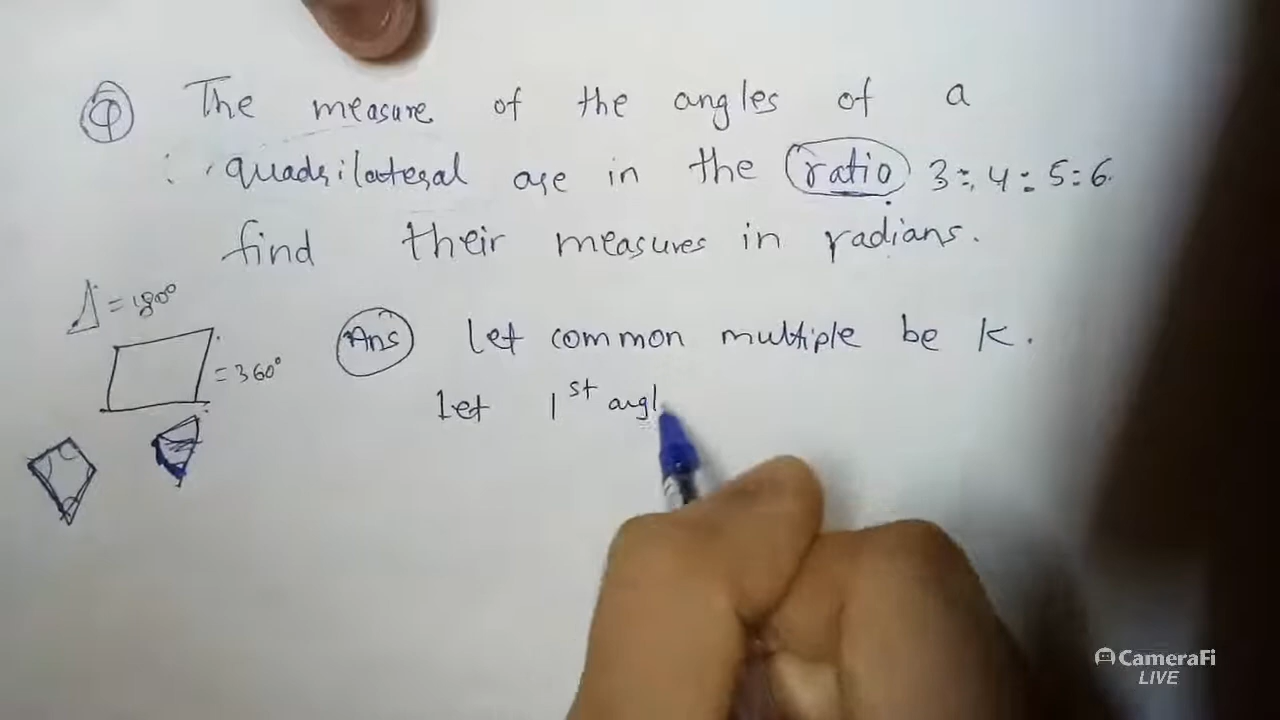 Q The measure of the angles of a
quadrilateral are in the ratio 3:4:5:6.
find their measures in radians.
= 180°
= 360°
Ans Let common multiple be K.
Let 1st angl
CameraFi
LIVE